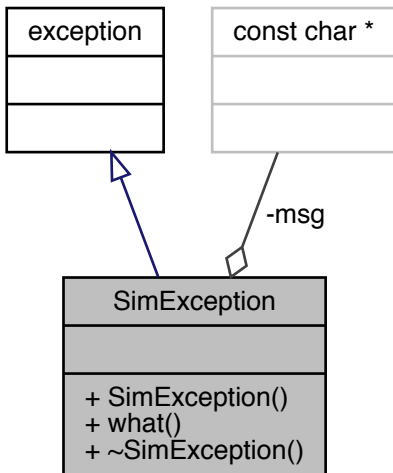 exception
const char *
-msg
SimException
+ SimException()
+ what()
+ ~SimException()